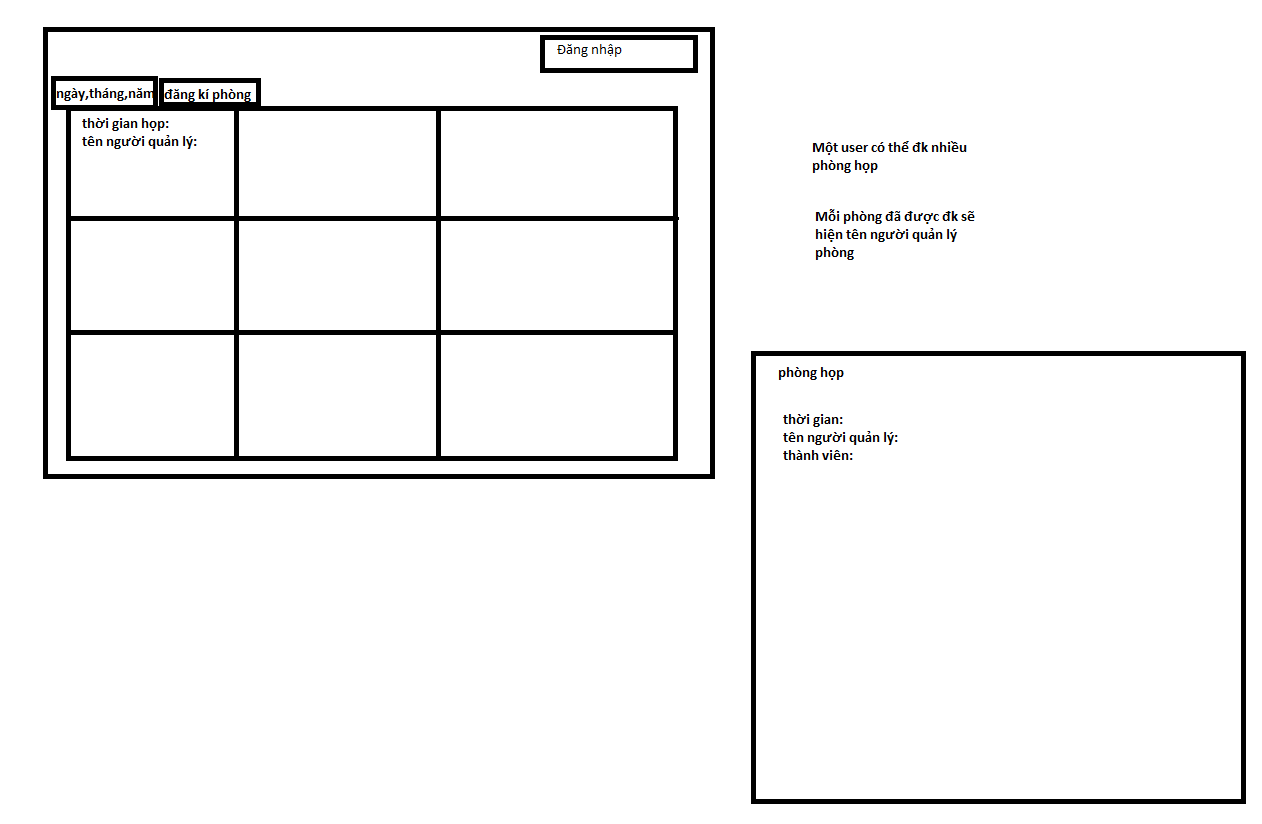 Đăng nhập
ngày,tháng,năm
đăng kí phòng
thời gian họp:
tên người quản lý:
Một user có thể đk nhiều
phòng họp
Mỗi phòng đã được đk sẽ
hiện tên người quản lý
phòng
phòng họp
thời gian:
tên người quản lý:
thành viên: